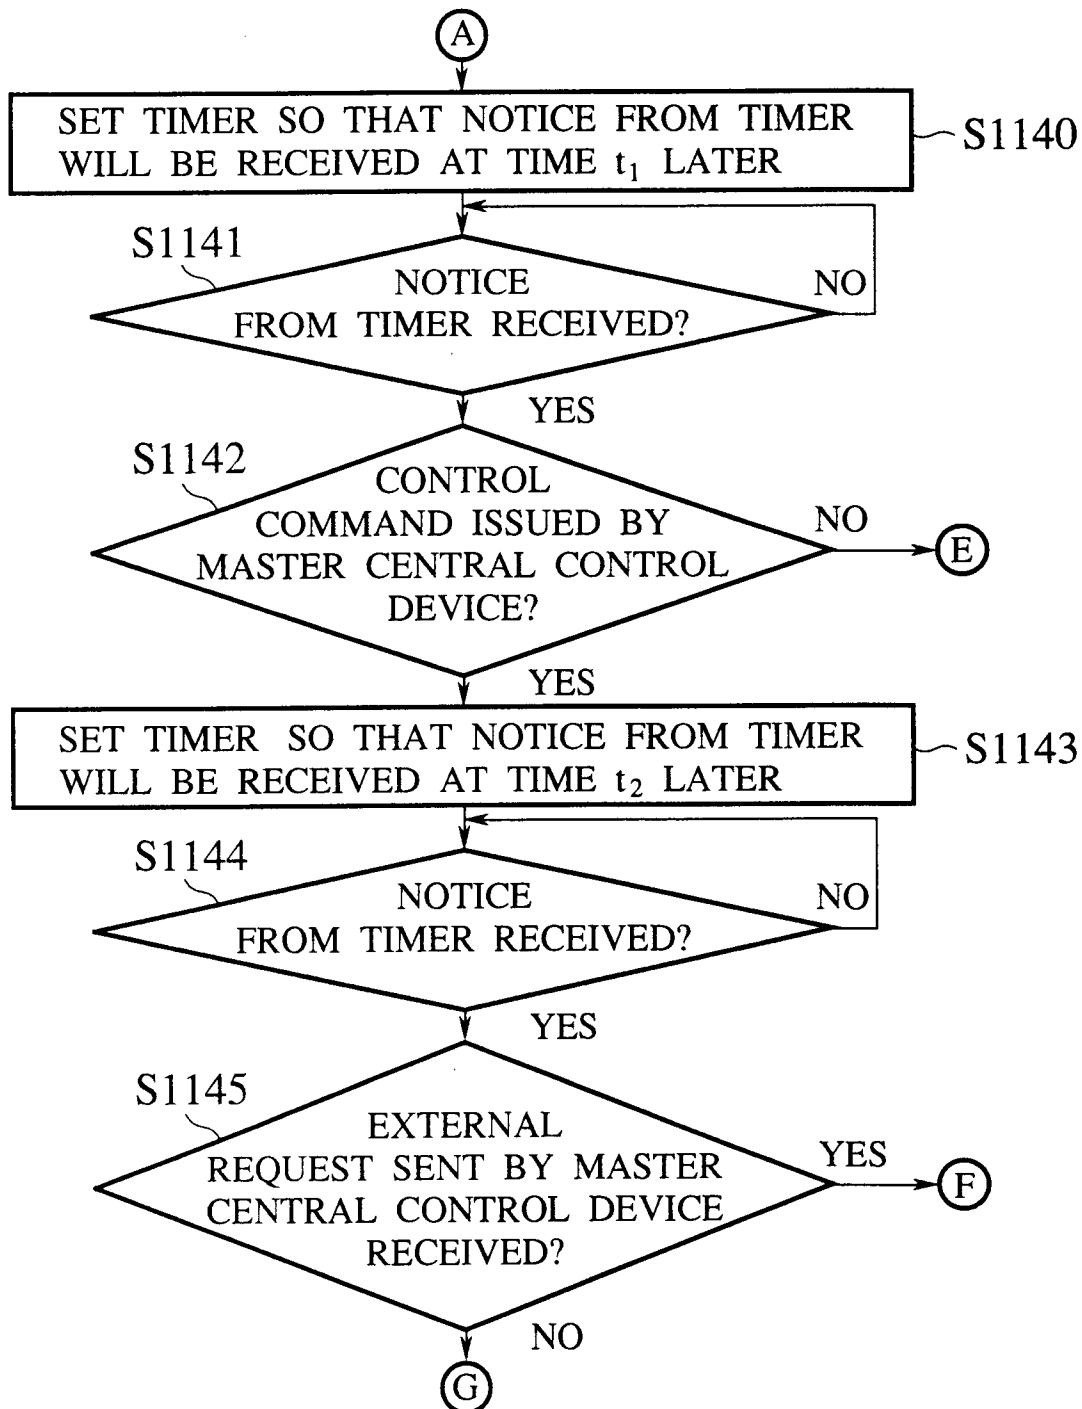 A
SET TIMER SO THAT NOTICE FROM TIMER
WILL BE RECEIVED AT TIME t₁ LATER
S1140
S1141
NOTICE
FROM TIMER RECEIVED?
NO
YES
S1142
CONTROL
COMMAND ISSUED BY
MASTER CENTRAL CONTROL
DEVICE?
NO
E
YES
SET TIMER SO THAT NOTICE FROM TIMER
WILL BE RECEIVED AT TIME t₂ LATER
S1143
S1144
NOTICE
FROM TIMER RECEIVED?
NO
YES
S1145
EXTERNAL
REQUEST SENT BY MASTER
CENTRAL CONTROL DEVICE
RECEIVED?
YES
F
NO
G